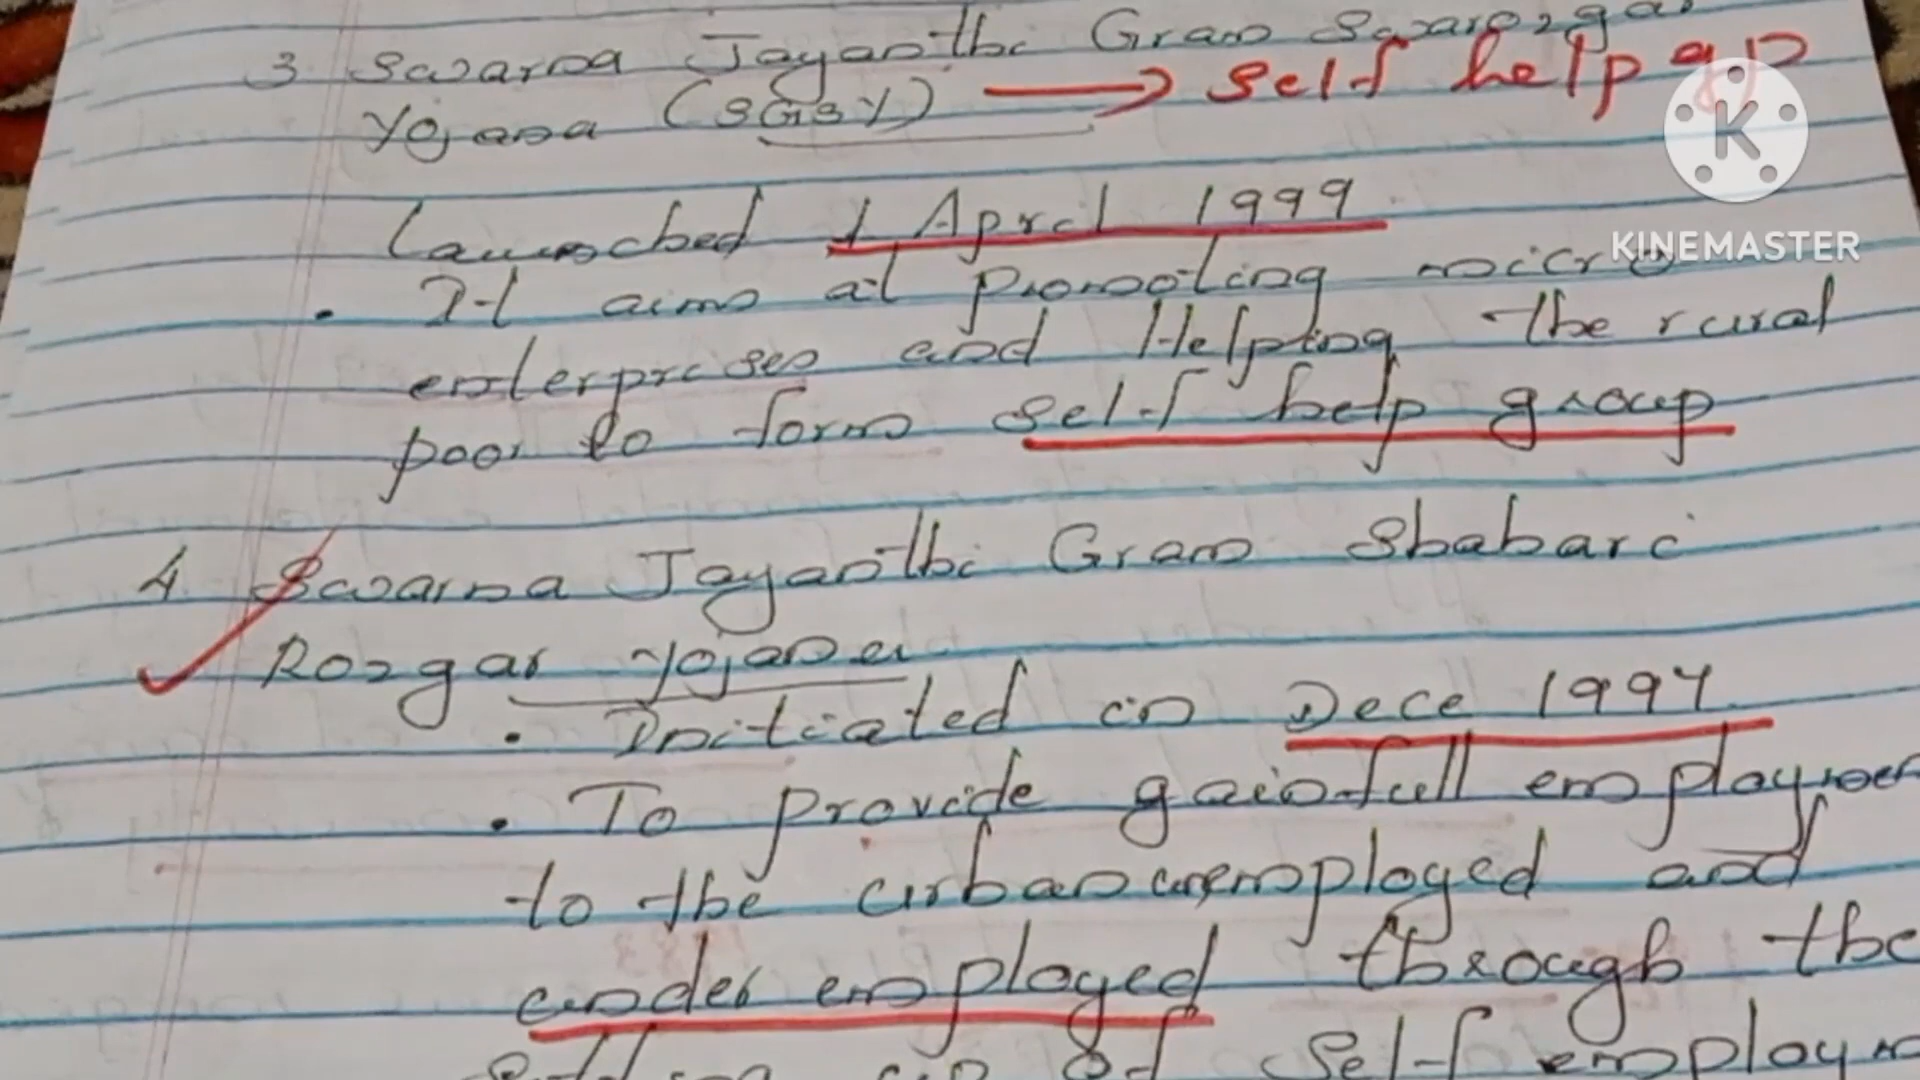 3 Swarna Jayanthi Gram Swarozgar
Yojana (SGSY) → Self help gp
Launched 1 April 1999
• It aims at promoting micro
enterprises and Helping the rural
poor to form self help group
4 Swarna Jayanthi Gram Shahari
Rozgar Yojana
• Initiated in Dece 1997
• To provide gainfull employmen
to the urban unemployed and
under employed through the
of Self employm
KINEMASTER